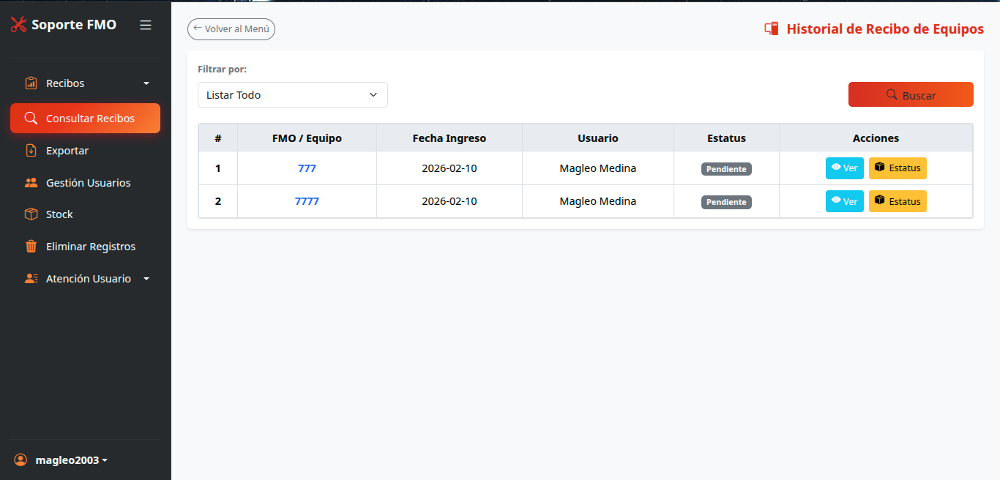 Soporte FMO
Recibos
Consultar Recibos
Exportar
Gestión Usuarios
Stock
Eliminar Registros
Atención Usuario
magleo2003
← Volver al Menú
Historial de Recibo de Equipos
Filtrar por:
Listar Todo
Buscar
# FMO / Equipo Fecha Ingreso Usuario Estatus Acciones
1 777 2026-02-10 Magleo Medina Pendiente Ver Estatus
2 7777 2026-02-10 Magleo Medina Pendiente Ver Estatus